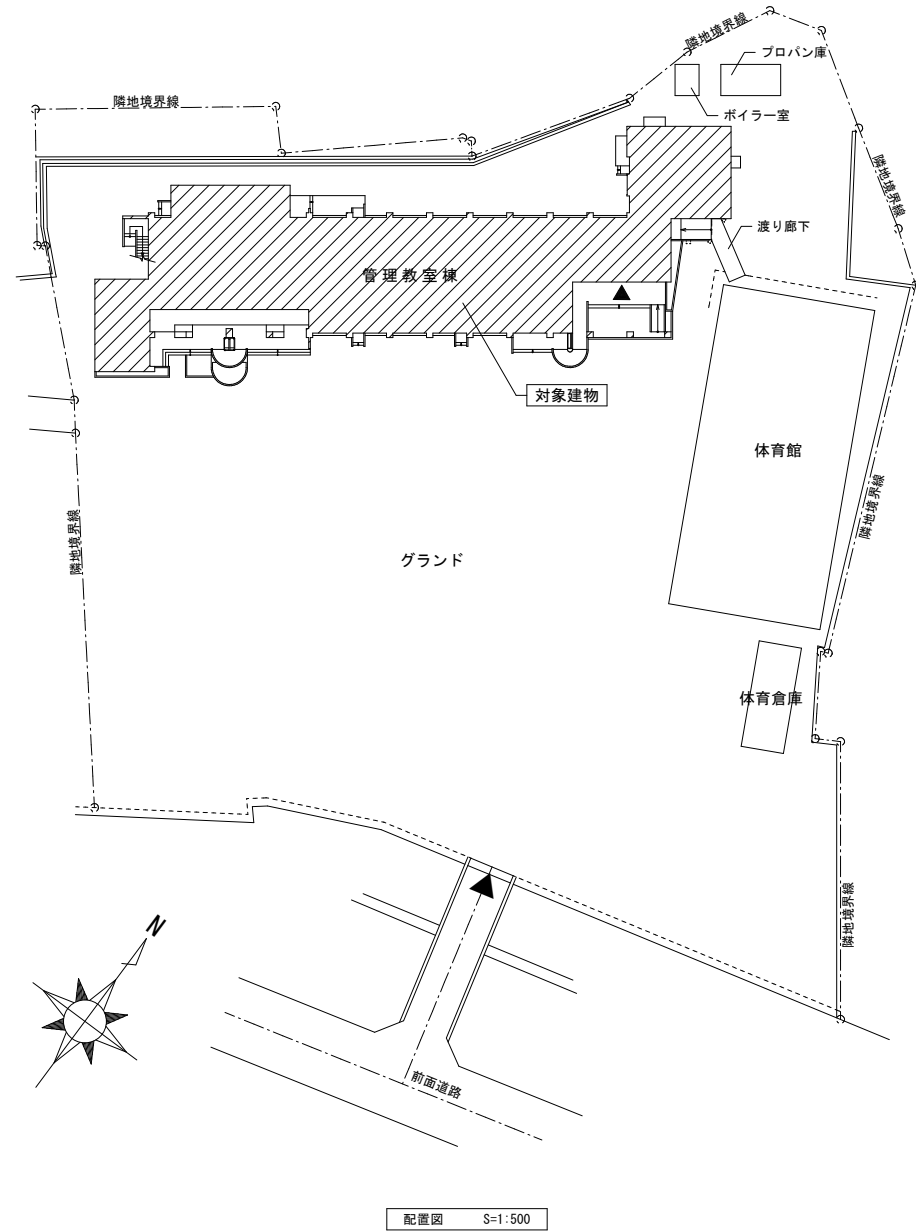 隣地境界線
プロパン庫
隣地境界線
ボイラー室
隣地境界線
渡り廊下
管理教室棟
対象建物
体育館
隣地境界線
隣地境界線
グランド
体育倉庫
隣地境界線
N
前面道路
配置図 S=1:500